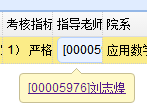 考核指标 指导老师 院系
1） 严格 [00005 应用数学
[00005976]刘志煌